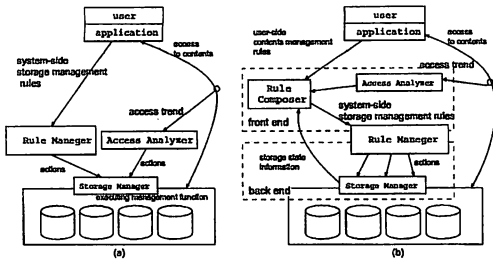 user
application
access
to contents
system-side
storage management
rules
access trend
Rule Maneger
Access Analyzer
actions
actions
Storage Manager
executing management function
(a)
user
application
user-side
contents management
rules
access
to contents
access trend
Rule
Composer
Access Analyzer
system-side
storage management rules
front end
Rule Maneger
storage state
information
actions
back end
Storage Manager
(b)